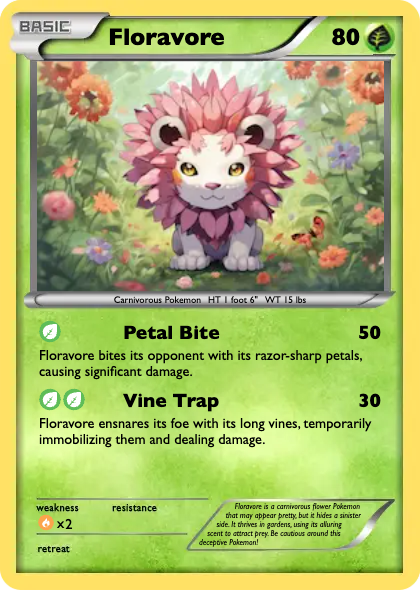 BASIC
Floravore 80
Carnivorous Pokemon HT 1 foot 6" WT 15 lbs
Petal Bite 50
Floravore bites its opponent with its razor-sharp petals,
causing significant damage.
Vine Trap 30
Floravore ensnares its foe with its long vines, temporarily
immobilizing them and dealing damage.
weakness resistance
x2
retreat
Floravore is a carnivorous flower Pokemon
that may appear pretty, but it hides a sinister
side. It thrives in gardens, using its alluring
scent to attract prey. Be cautious around this
deceptive Pokemon!